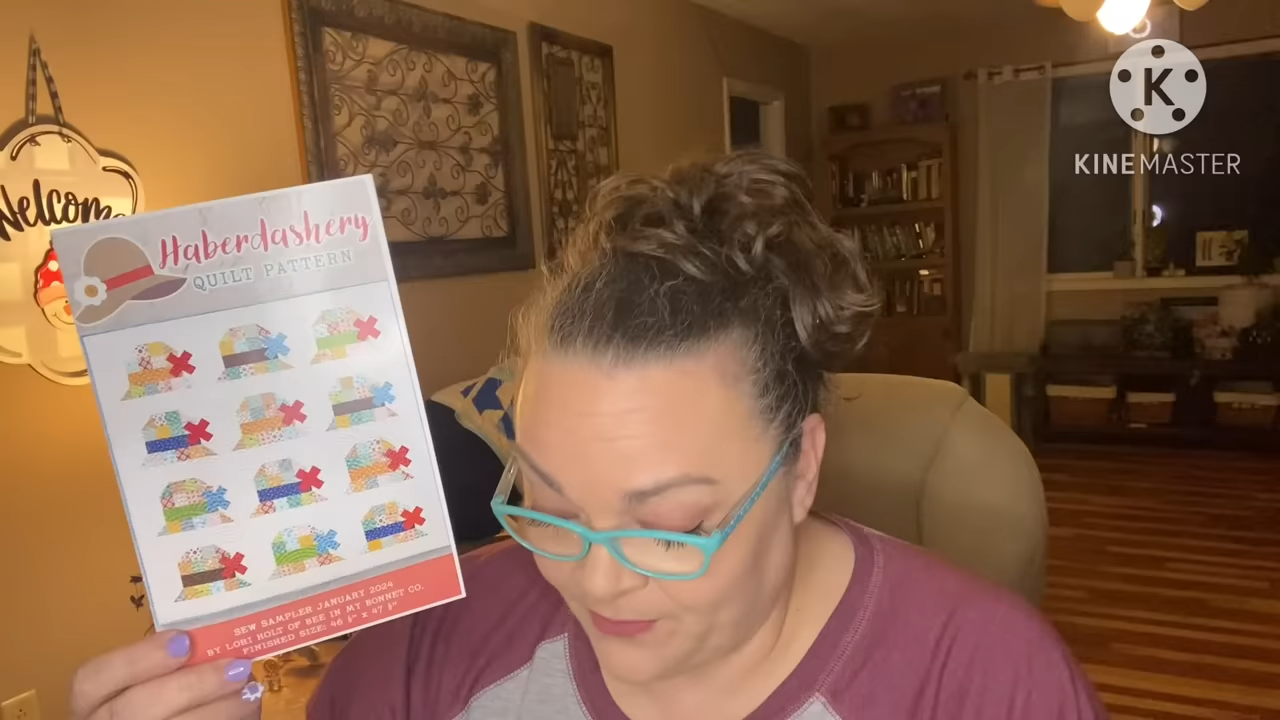 Welcom
Haberdashery
QUILT PATTERN
SEW SAMPLER JANUARY 2024
BY LORI HOLT OF BEE IN MY BONNET CO.
FINISHED SIZE: 46 ½" x 47 ½"
K
KINEMASTER